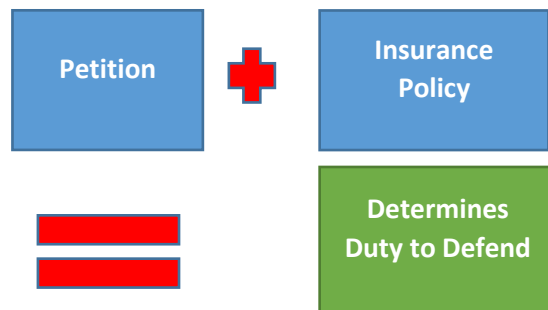 Petition
Insurance
Policy
Determines
Duty to Defend